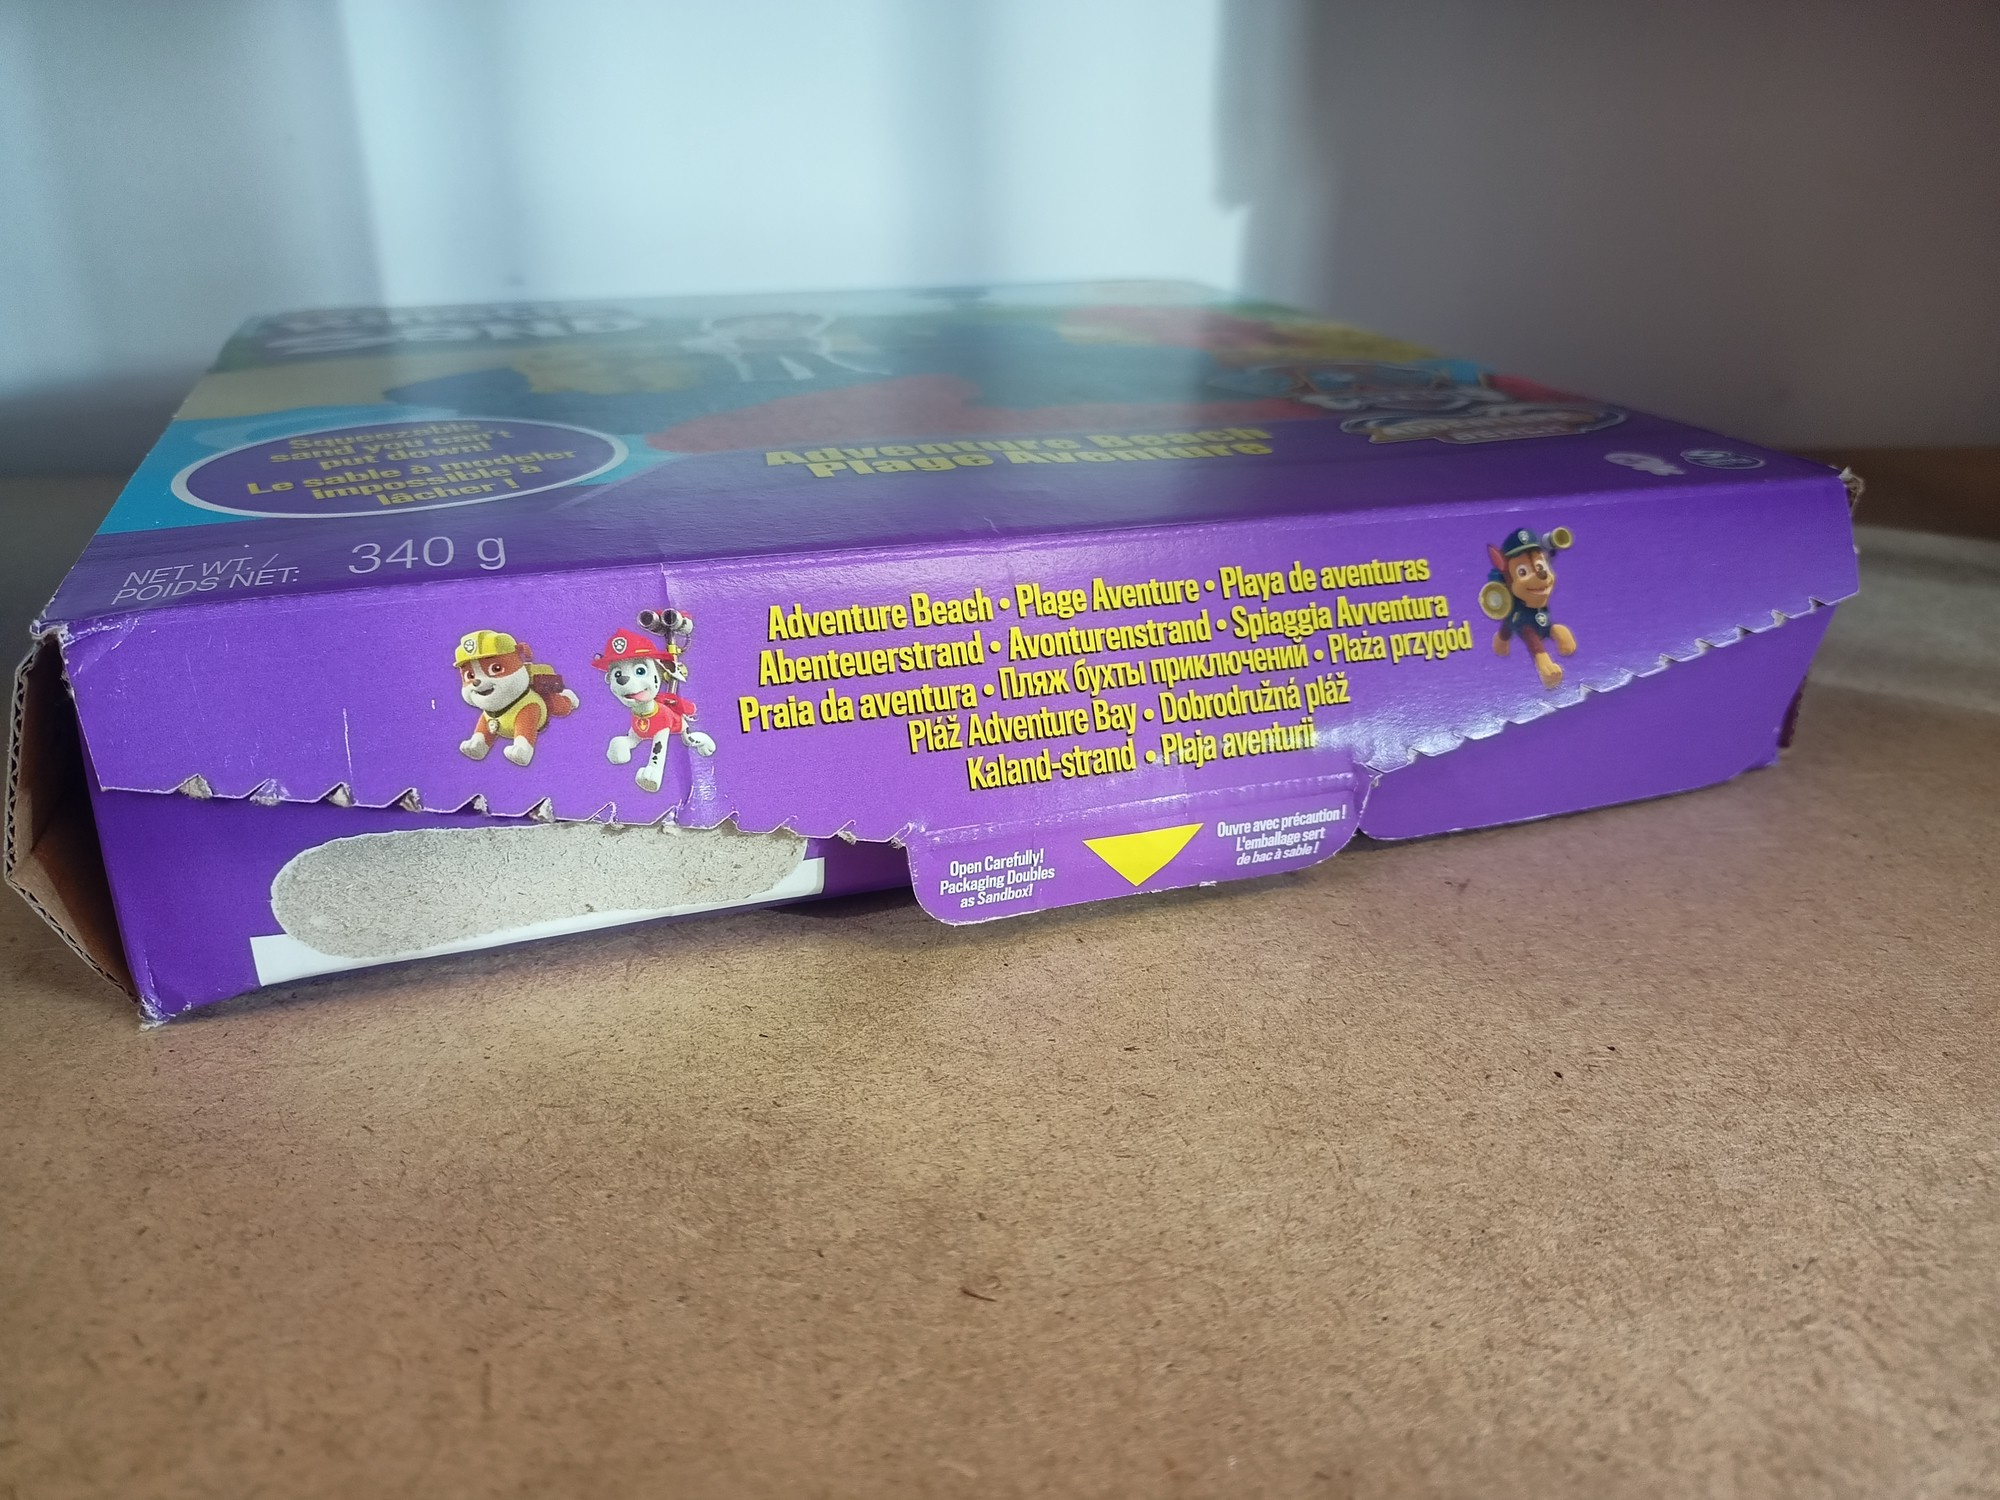 SAND
Squeezable
sand you can't
put down™
Le sable à modeler
impossible à
lâcher !
Adventure Beach
Plage Aventure
NET WT. /
POIDS NET:
340 g
Adventure Beach • Plage Aventure • Playa de aventuras
Abenteuerstrand • Avonturenstrand • Spiaggia Avventura
Praia da aventura • Пляж бухты приключений • Plaża przygód
Pláž Adventure Bay • Dobrodružná pláž
Kaland-strand • Plaja aventurii
Open Carefully!
Packaging Doubles
as Sandbox!
Ouvre avec précaution !
L'emballage sert
de bac à sable !